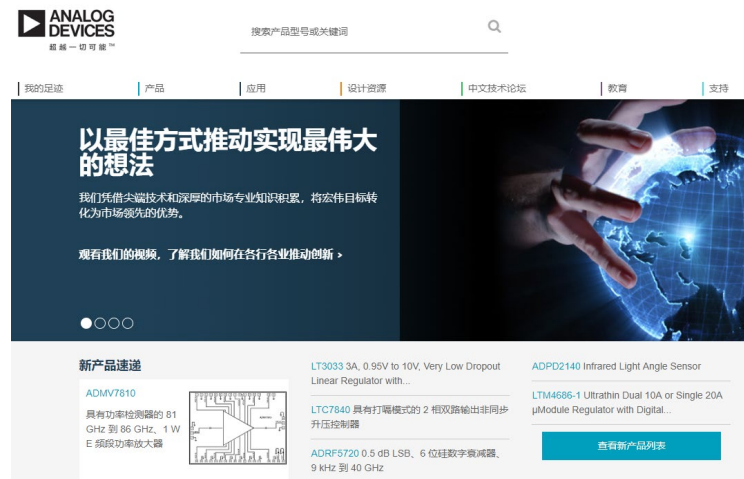 ANALOG
DEVICES
超越一切可能™
搜索产品型号或关键词
我的足迹
产品
应用
设计资源
中文技术论坛
教育
支持
以最佳方式推动实现最伟大
的想法
我们凭借尖端技术和深厚的市场专业知识积累，将宏伟目标转
化为市场领先的优势。
观看我们的视频，了解我们如何在各行各业推动创新 >
新产品速递
ADMV7810
具有功率检测器的 81
GHz 到 86 GHz、1 W
E 频段功率放大器
LT3033 3A, 0.95V to 10V, Very Low Dropout
Linear Regulator with...
LTC7840 具有打嗝模式的 2 相双路输出非同步
升压控制器
ADRF5720 0.5 dB LSB、6 位硅数字衰减器、
9 kHz 到 40 GHz
ADPD2140 Infrared Light Angle Sensor
LTM4686-1 Ultrathin Dual 10A or Single 20A
μModule Regulator with Digital...
查看新产品列表